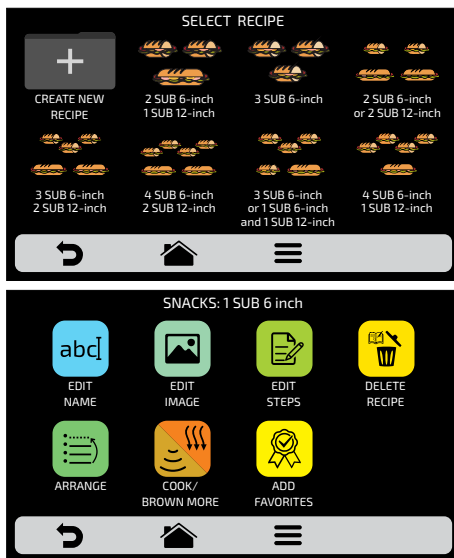 SELECT RECIPE
CREATE NEW
RECIPE
2 SUB 6-inch
1 SUB 12-inch
3 SUB 6-inch
2 SUB 6-inch
or 2 SUB 12-inch
3 SUB 6-inch
2 SUB 12-inch
4 SUB 6-inch
2 SUB 12-inch
3 SUB 6-inch
or 1 SUB 6-inch
and 1 SUB 12-inch
4 SUB 6-inch
1 SUB 12-inch
SNACKS: 1 SUB 6 inch
abc
EDIT
NAME
EDIT
IMAGE
EDIT
STEPS
DELETE
RECIPE
ARRANGE
COOK/
BROWN MORE
ADD
FAVORITES